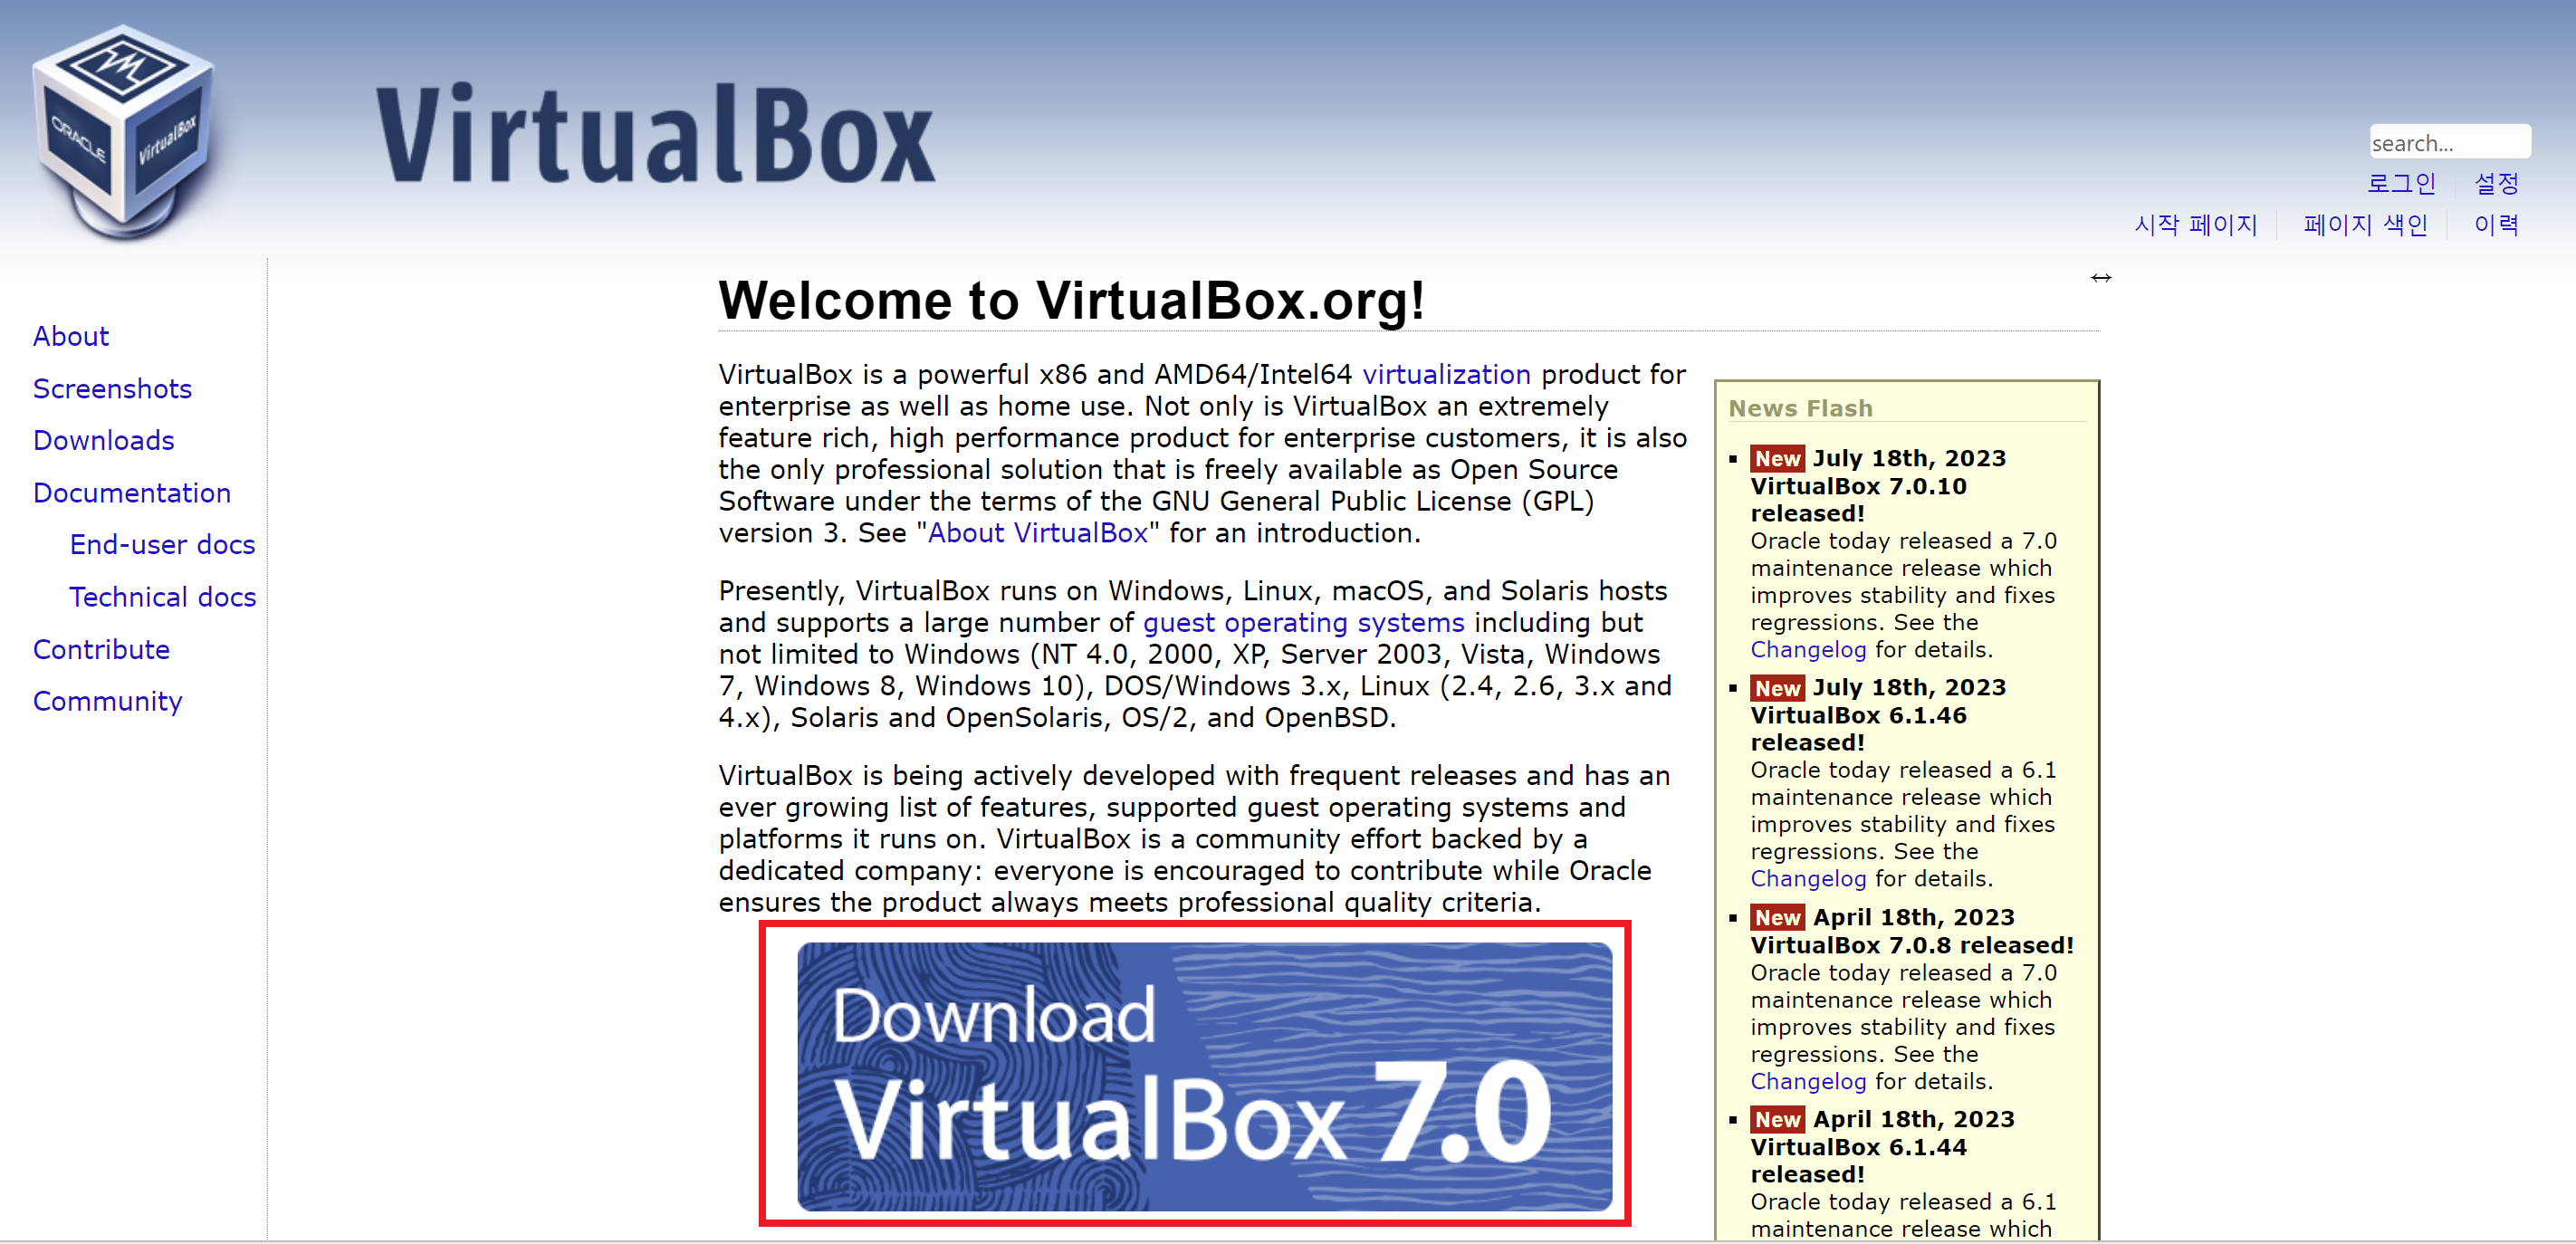 ORACLE
VirtualBox
VirtualBox
search...
로그인 설정
시작 페이지 페이지 색인 이력
About
Screenshots
Downloads
Documentation
End-user docs
Technical docs
Contribute
Community
Welcome to VirtualBox.org!
VirtualBox is a powerful x86 and AMD64/Intel64 virtualization product for
enterprise as well as home use. Not only is VirtualBox an extremely
feature rich, high performance product for enterprise customers, it is also
the only professional solution that is freely available as Open Source
Software under the terms of the GNU General Public License (GPL)
version 3. See "About VirtualBox" for an introduction.
Presently, VirtualBox runs on Windows, Linux, macOS, and Solaris hosts
and supports a large number of guest operating systems including but
not limited to Windows (NT 4.0, 2000, XP, Server 2003, Vista, Windows
7, Windows 8, Windows 10), DOS/Windows 3.x, Linux (2.4, 2.6, 3.x and
4.x), Solaris and OpenSolaris, OS/2, and OpenBSD.
VirtualBox is being actively developed with frequent releases and has an
ever growing list of features, supported guest operating systems and
platforms it runs on. VirtualBox is a community effort backed by a
dedicated company: everyone is encouraged to contribute while Oracle
ensures the product always meets professional quality criteria.
Download
VirtualBox 7.0
News Flash
New July 18th, 2023
VirtualBox 7.0.10
released!
Oracle today released a 7.0
maintenance release which
improves stability and fixes
regressions. See the
Changelog for details.
New July 18th, 2023
VirtualBox 6.1.46
released!
Oracle today released a 6.1
maintenance release which
improves stability and fixes
regressions. See the
Changelog for details.
New April 18th, 2023
VirtualBox 7.0.8 released!
Oracle today released a 7.0
maintenance release which
improves stability and fixes
regressions. See the
Changelog for details.
New April 18th, 2023
VirtualBox 6.1.44
released!
Oracle today released a 6.1
maintenance release which